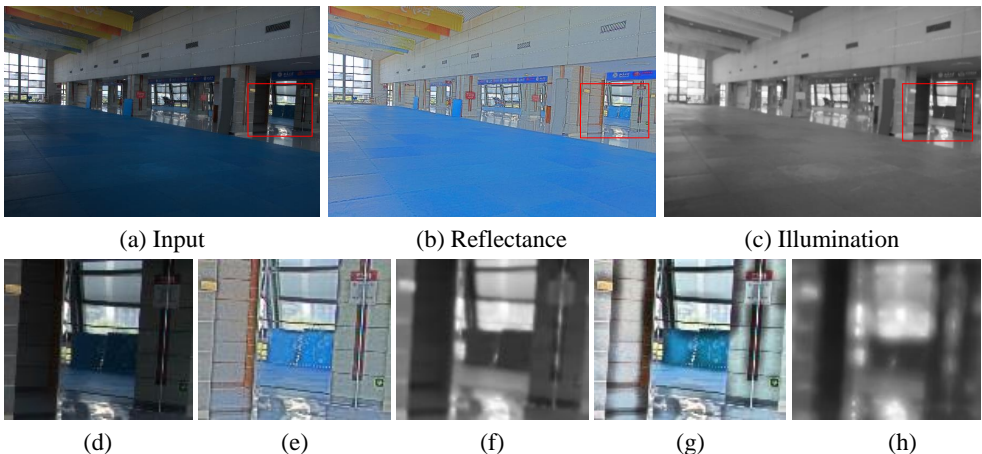 (a) Input
(b) Reflectance
(c) Illumination
(d)
(e)
(f)
(g)
(h)